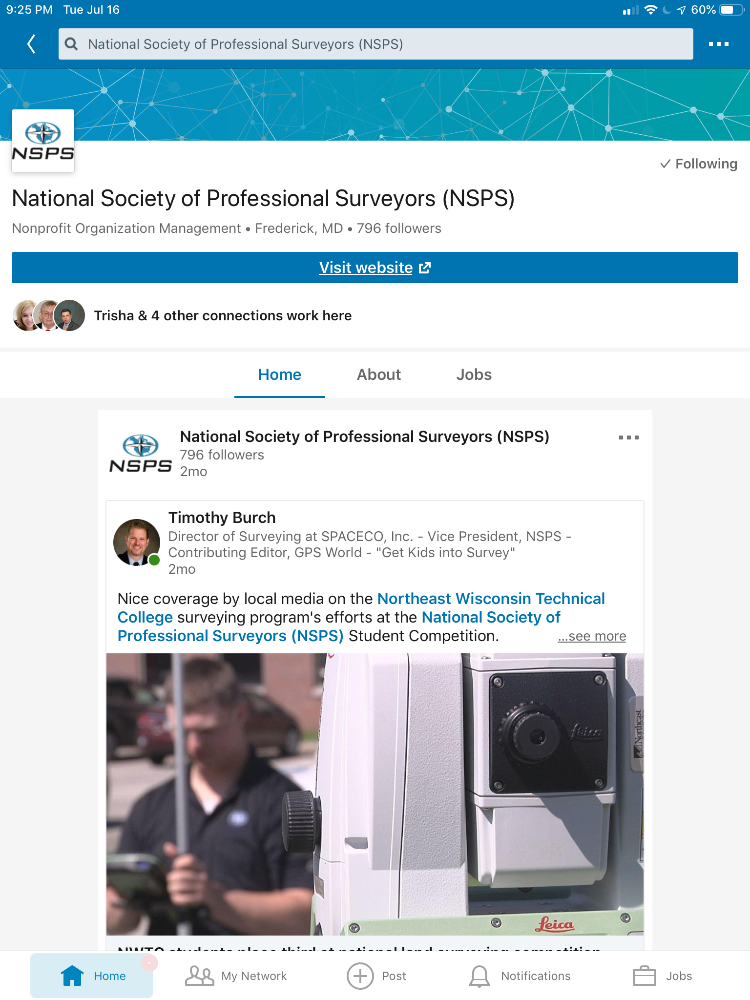 9:25 PM Tue Jul 16
60%
National Society of Professional Surveyors (NSPS)
NSPS
Following
National Society of Professional Surveyors (NSPS)
Nonprofit Organization Management • Frederick, MD • 796 followers
Visit website
Trisha & 4 other connections work here
Home About Jobs
NSPS
National Society of Professional Surveyors (NSPS)
796 followers
2mo
Timothy Burch
Director of Surveying at SPACECO, Inc. - Vice President, NSPS -
Contributing Editor, GPS World - "Get Kids into Survey"
2mo
Nice coverage by local media on the Northeast Wisconsin Technical
College surveying program's efforts at the National Society of
Professional Surveyors (NSPS) Student Competition. ...see more
Leica
Northeast
Leica
NWTC students place third at national land surveying competition
Home My Network Post Notifications Jobs